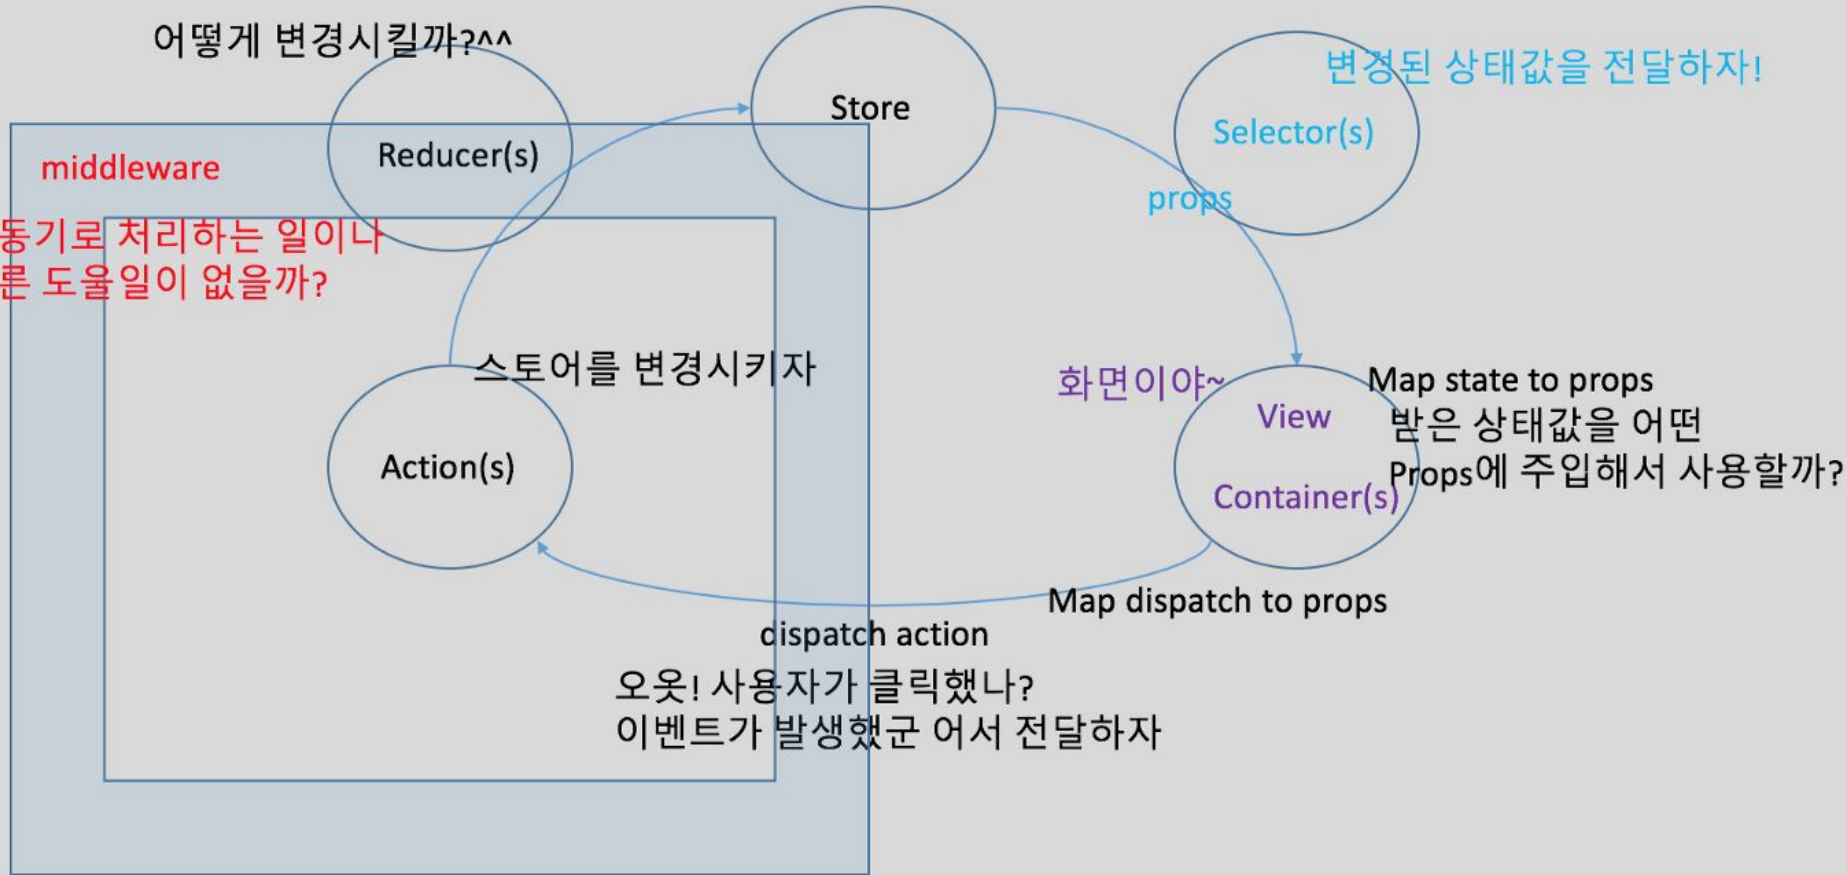 어떻게 변경시킬까?^^
Store
변경된 상태값을 전달하자!
Selector(s)
Reducer(s)
middleware
props
동기로 처리하는 일이나
른 도울일이 없을까?
스토어를 변경시키자
화면이야~
Map state to props
View
받은 상태값을 어떤
Props에 주입해서 사용할까?
Action(s)
Container(s)
Map dispatch to props
dispatch action
오옷! 사용자가 클릭했나?
이벤트가 발생했군 어서 전달하자